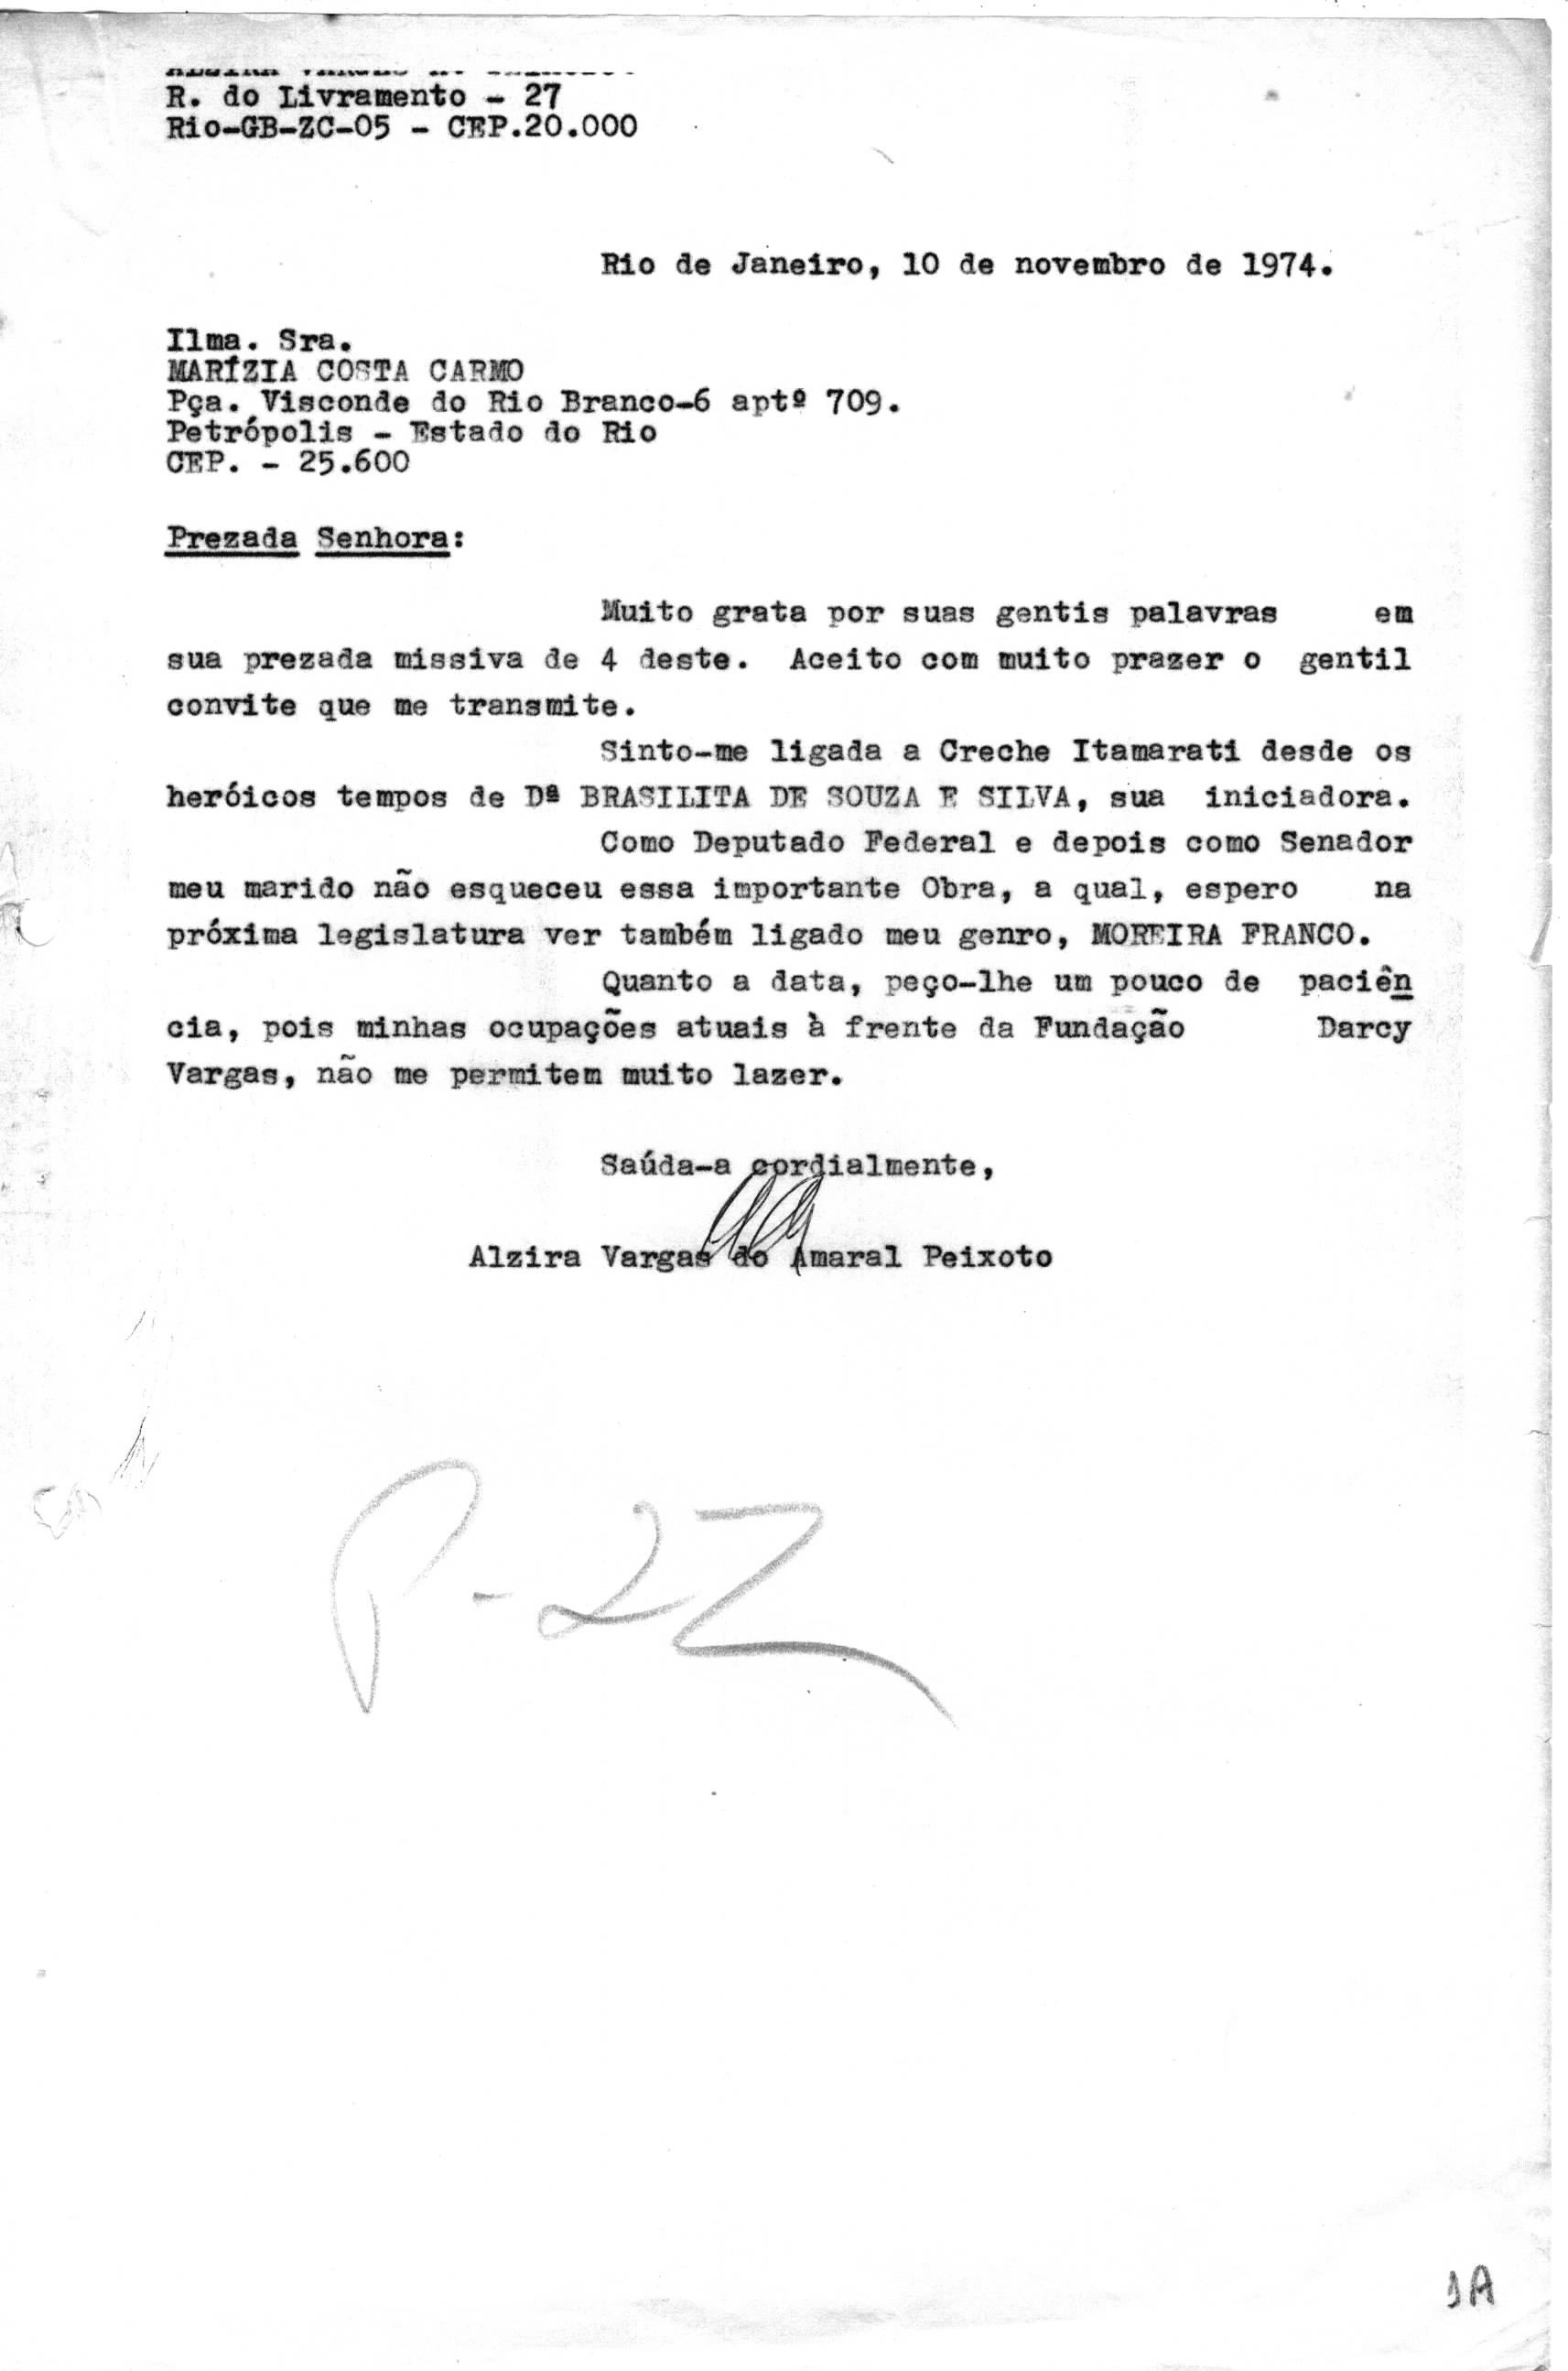 R. do Livramento - 27
Rio-GB-ZC-05 - CEP.20.000
Rio de Janeiro, 10 de novembro de 1974.
Ilma. Sra.
MARÍZIA COSTA CARMO
Pça. Visconde do Rio Branco-6 aptº 709.
Petrópolis - Estado do Rio
CEP. - 25.600
Prezada Senhora:
Muito grata por suas gentis palavras em
sua prezada missiva de 4 deste. Aceito com muito prazer o gentil
convite que me transmite.
Sinto-me ligada a Creche Itamarati desde os
heróicos tempos de Dª BRASILITA DE SOUZA E SILVA, sua iniciadora.
Como Deputado Federal e depois como Senador
meu marido não esqueceu essa importante Obra, a qual, espero na
próxima legislatura ver também ligado meu genro, MOREIRA FRANCO.
Quanto a data, peço-lhe um pouco de paciên
cia, pois minhas ocupações atuais à frente da Fundação Darcy
Vargas, não me permitem muito lazer.
Saúda-a cordialmente,
Alzira Vargas do Amaral Peixoto
P-22
1A